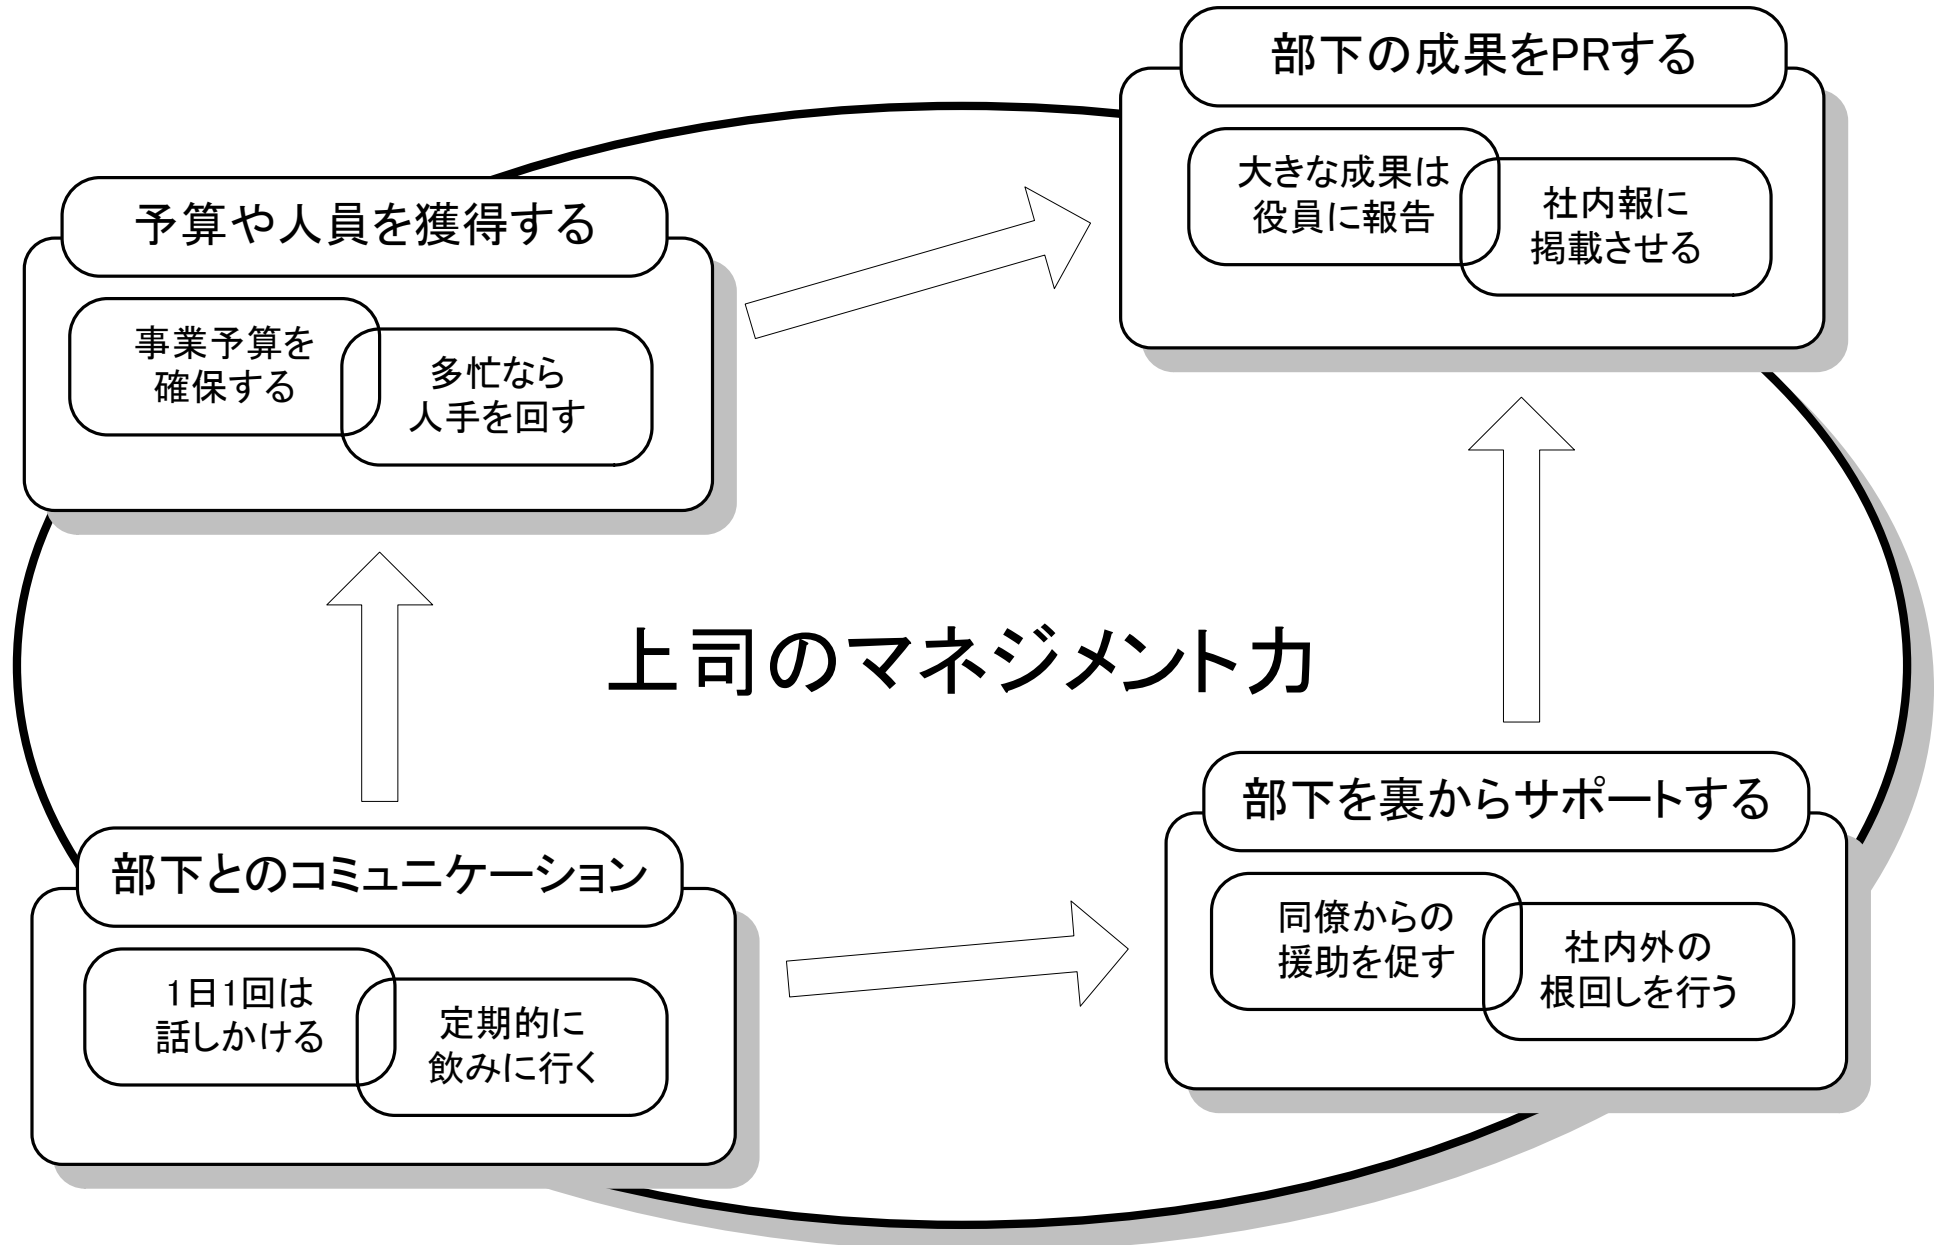 部下の成果をPRする
大きな成果は
役員に報告
社内報に
掲載させる
予算や人員を獲得する
事業予算を
確保する
多忙なら
人手を回す
上司のマネジメント力
部下を裏からサポートする
同僚からの
援助を促す
社内外の
根回しを行う
部下とのコミュニケーション
1日1回は
話しかける
定期的に
飲みに行く